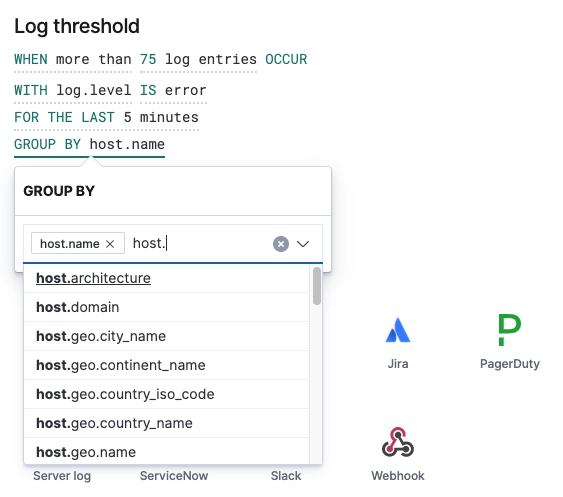 Log threshold
WHEN more than 75 log entries OCCUR
WITH log.level IS error
FOR THE LAST 5 minutes
GROUP BY host.name
GROUP BY
host.name × host.
host.architecture
host.domain
host.geo.city_name
host.geo.continent_name
host.geo.country_iso_code
host.geo.country_name
host.geo.name
Jira PagerDuty
Server log ServiceNow Slack Webhook